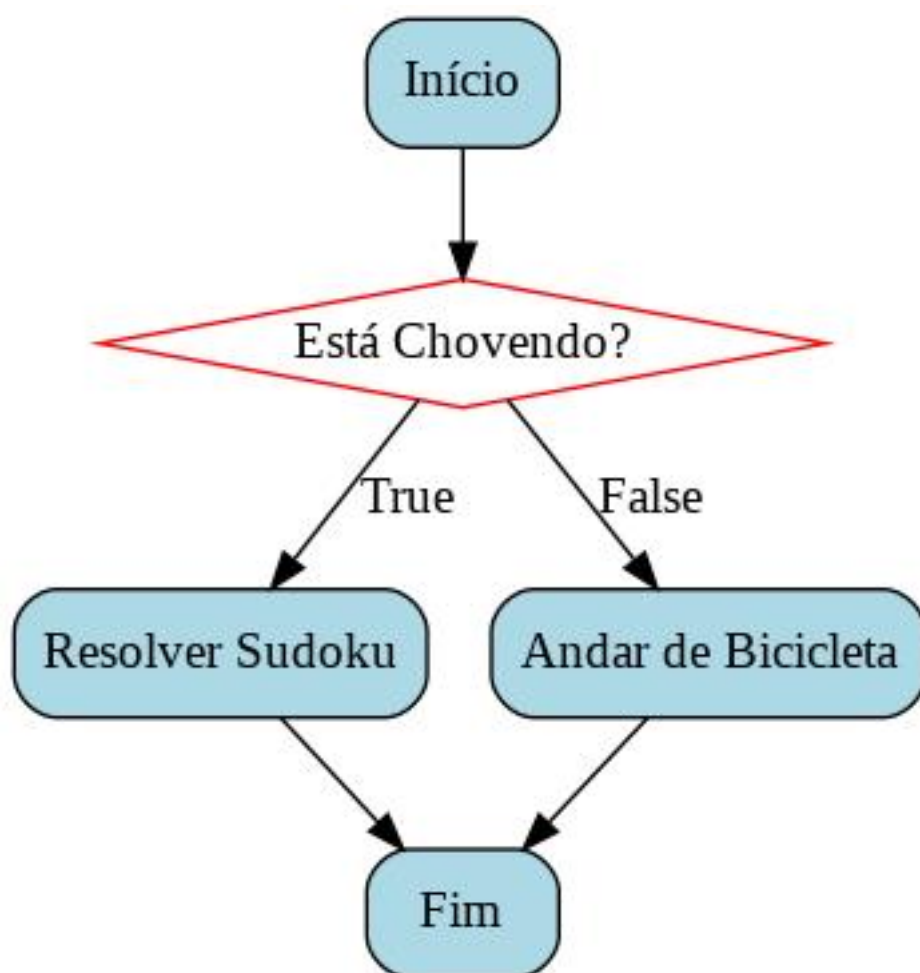 Início
Está Chovendo?
True
False
Resolver Sudoku
Andar de Bicicleta
Fim